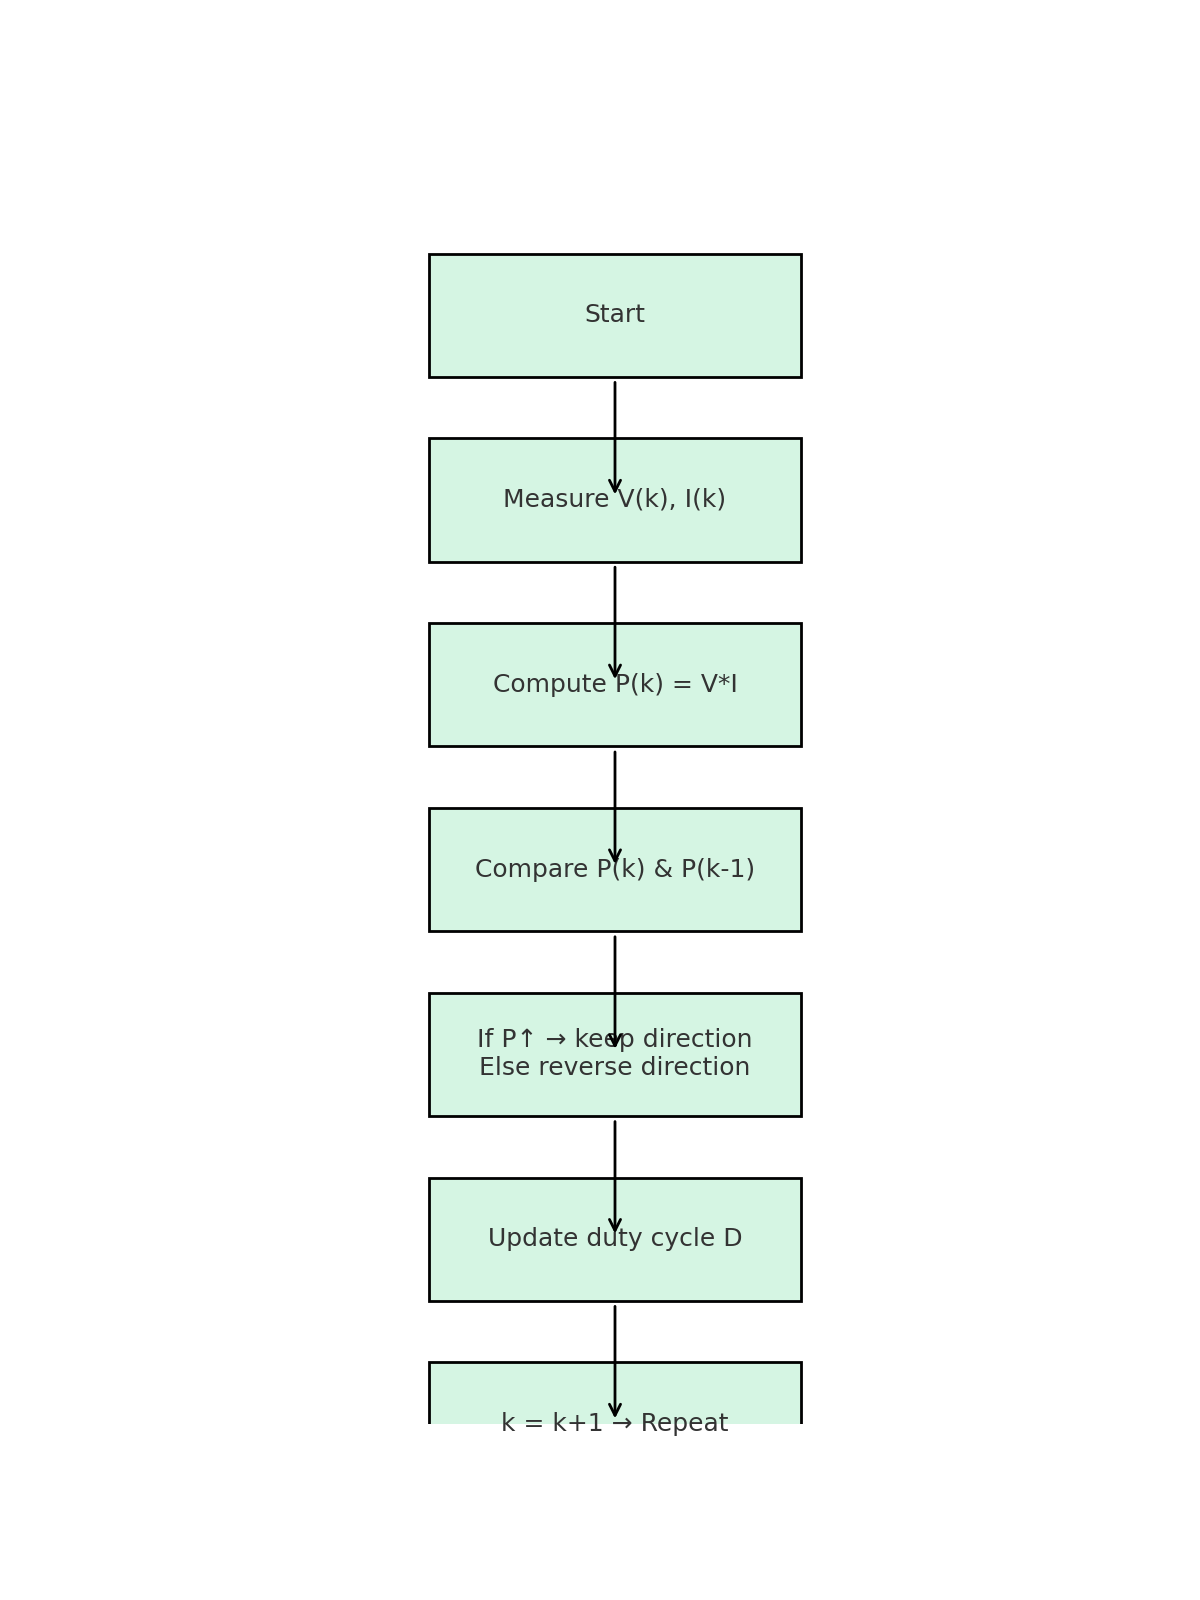 Start
Measure V(k), I(k)
Compute P(k) = V*I
Compare P(k) & P(k-1)
If P↑ → keep direction
Else reverse direction
Update duty cycle D
k = k+1 → Repeat